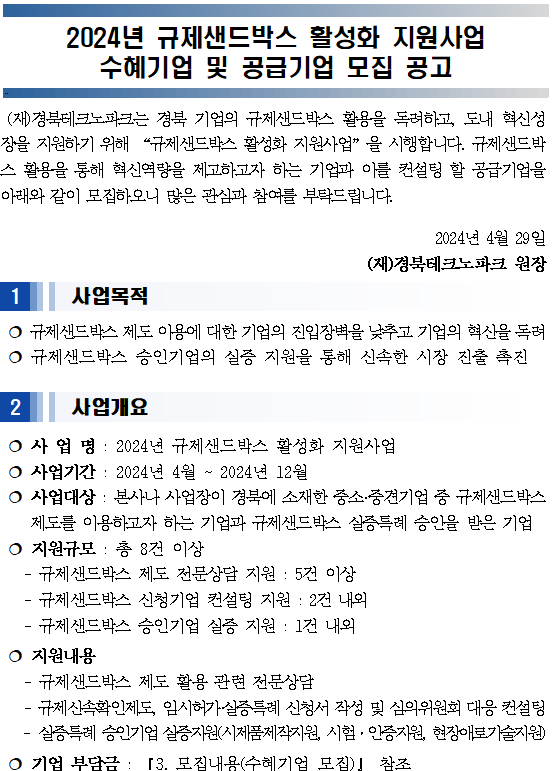 2024년 규제샌드박스 활성화 지원사업
수혜기업 및 공급기업 모집 공고
(재)경북테크노파크는 경북 기업의 규제샌드박스 활용을 독려하고, 도내 혁신성
장을 지원하기 위해 “규제샌드박스 활성화 지원사업”을 시행합니다. 규제샌드박
스 활용을 통해 혁신역량을 제고하고자 하는 기업과 이를 컨설팅 할 공급기업을
아래와 같이 모집하오니 많은 관심과 참여를 부탁드립니다.
2024년 4월 29일
(재)경북테크노파크 원장
1 사업목적
❍ 규제샌드박스 제도 이용에 대한 기업의 진입장벽을 낮추고 기업의 혁신을 독려
❍ 규제샌드박스 승인기업의 실증 지원을 통해 신속한 시장 진출 촉진
2 사업개요
❍ 사 업 명 : 2024년 규제샌드박스 활성화 지원사업
❍ 사업기간 : 2024년 4월 ~ 2024년 12월
❍ 사업대상 : 본사나 사업장이 경북에 소재한 중소·중견기업 중 규제샌드박스
제도를 이용하고자 하는 기업과 규제샌드박스 실증특례 승인을 받은 기업
❍ 지원규모 : 총 8건 이상
- 규제샌드박스 제도 전문상담 지원 : 5건 이상
- 규제샌드박스 신청기업 컨설팅 지원 : 2건 내외
- 규제샌드박스 승인기업 실증 지원 : 1건 내외
❍ 지원내용
- 규제샌드박스 제도 활용 관련 전문상담
- 규제신속확인제도, 임시허가·실증특례 신청서 작성 및 심의위원회 대응 컨설팅
- 실증특례 승인기업 실증지원(시제품제작지원, 시험·인증지원, 현장애로기술지원)
❍ 기업 부담금 : 『3. 모집내용(수혜기업 모집)』 참조